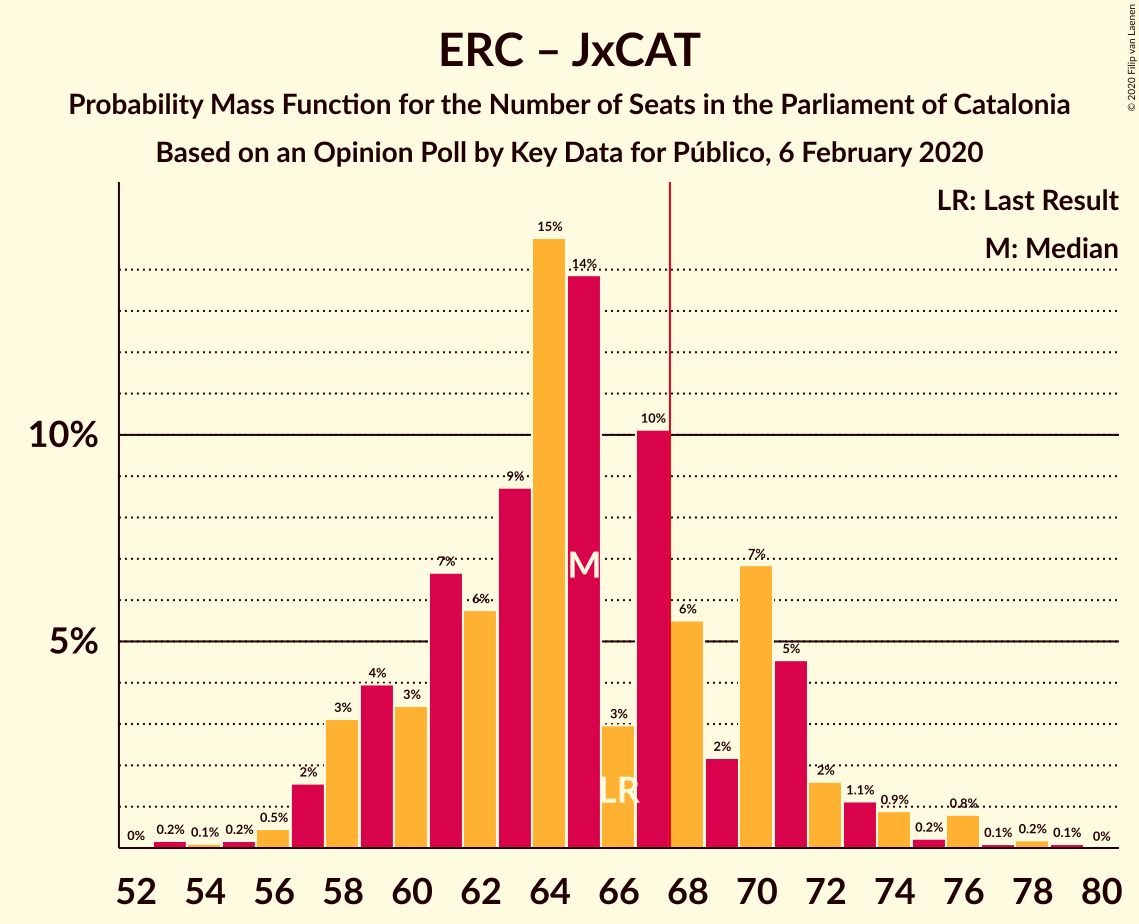 ERC – JxCAT
Probability Mass Function for the Number of Seats in the Parliament of Catalonia
Based on an Opinion Poll by Key Data for Público, 6 February 2020
© 2020 Filip van Laenen
LR: Last Result
M: Median
10%
5%
0% 0.2% 0.1% 0.2% 0.5% 2% 3% 4% 3% 7% 6% 9% 15% 14% 3% 10% 6% 2% 7% 5% 2% 1.1% 0.9% 0.2% 0.8% 0.1% 0.2% 0.1% 0%
M
LR
52 54 56 58 60 62 64 66 68 70 72 74 76 78 80